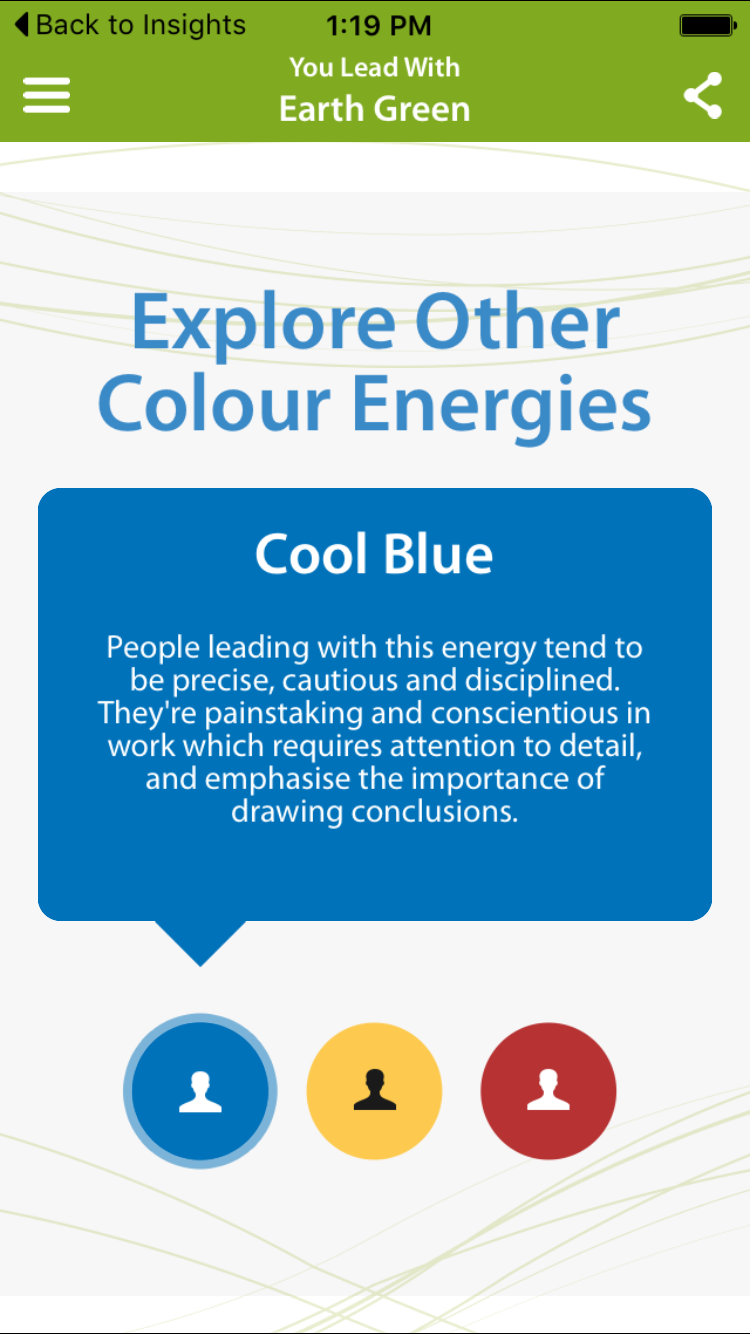 Back to Insights
1:19 PM
You Lead With
Earth Green
Explore Other
Colour Energies
Cool Blue
People leading with this energy tend to
be precise, cautious and disciplined.
They're painstaking and conscientious in
work which requires attention to detail,
and emphasise the importance of
drawing conclusions.